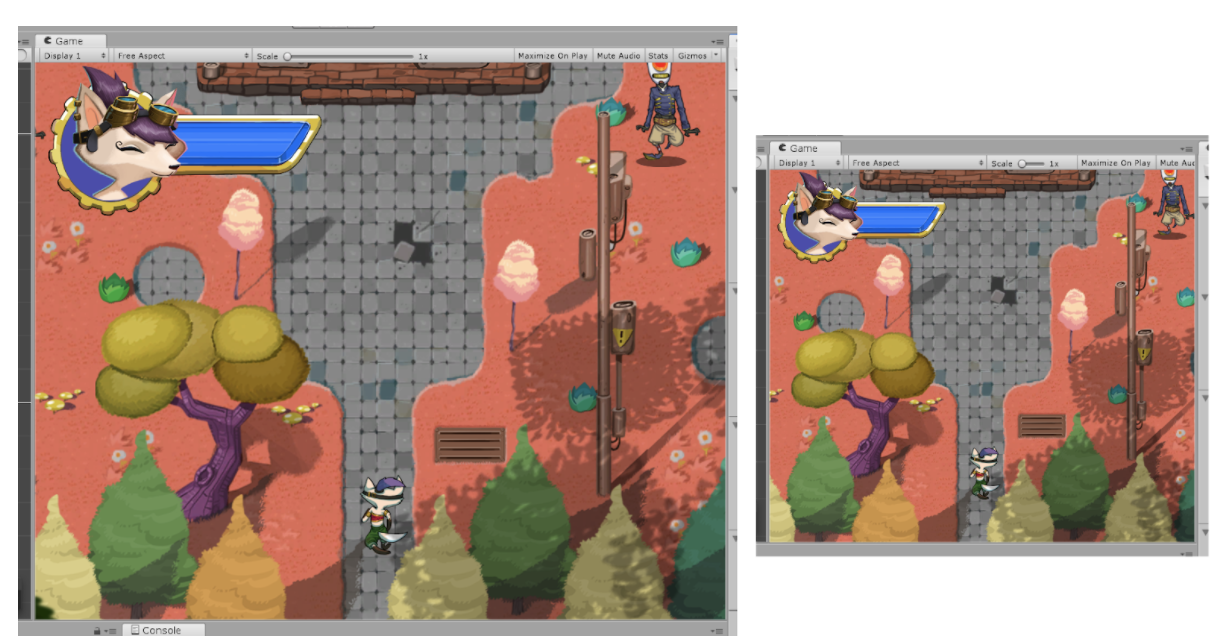 Game
Display 1 Free Aspect Scale 1x Maximize On Play Mute Audio Stats Gizmos
Console
Game
Display 1 Free Aspect Scale 1x Maximize On Play Mute Auc